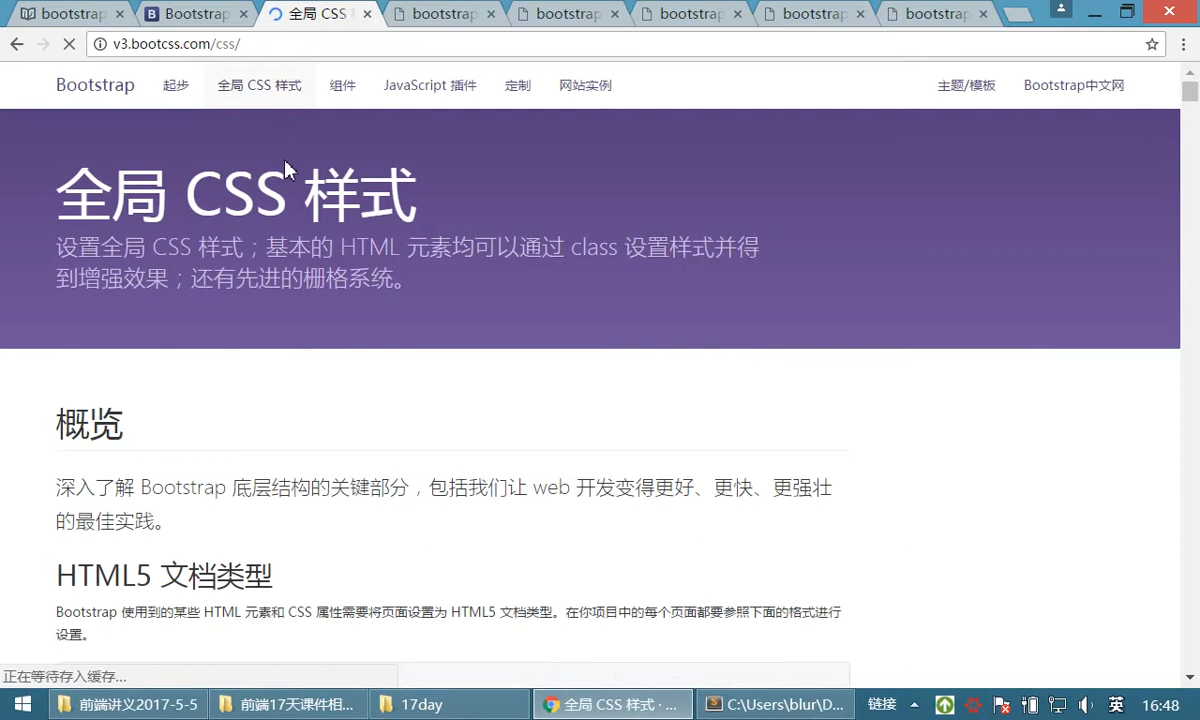 bootstrap
Bootstrap
全局 CSS
bootstrap
bootstrap
bootstrap
bootstrap
bootstrap
v3.bootcss.com/css/
Bootstrap 起步 全局 CSS 样式 组件 JavaScript 插件 定制 网站实例 主题/模板 Bootstrap中文网
全局 CSS 样式
设置全局 CSS 样式；基本的 HTML 元素均可以通过 class 设置样式并得
到增强效果；还有先进的栅格系统。
概览
深入了解 Bootstrap 底层结构的关键部分，包括我们让 web 开发变得更好、更快、更强壮
的最佳实践。
HTML5 文档类型
Bootstrap 使用到的某些 HTML 元素和 CSS 属性需要将页面设置为 HTML5 文档类型。在你项目中的每个页面都要参照下面的格式进行
设置。
正在等待存入缓存...
前端讲义2017-5-5 前端17天课件相... 17day 全局 CSS 样式 · ... C:\Users\blur\D... 链接 英 16:48